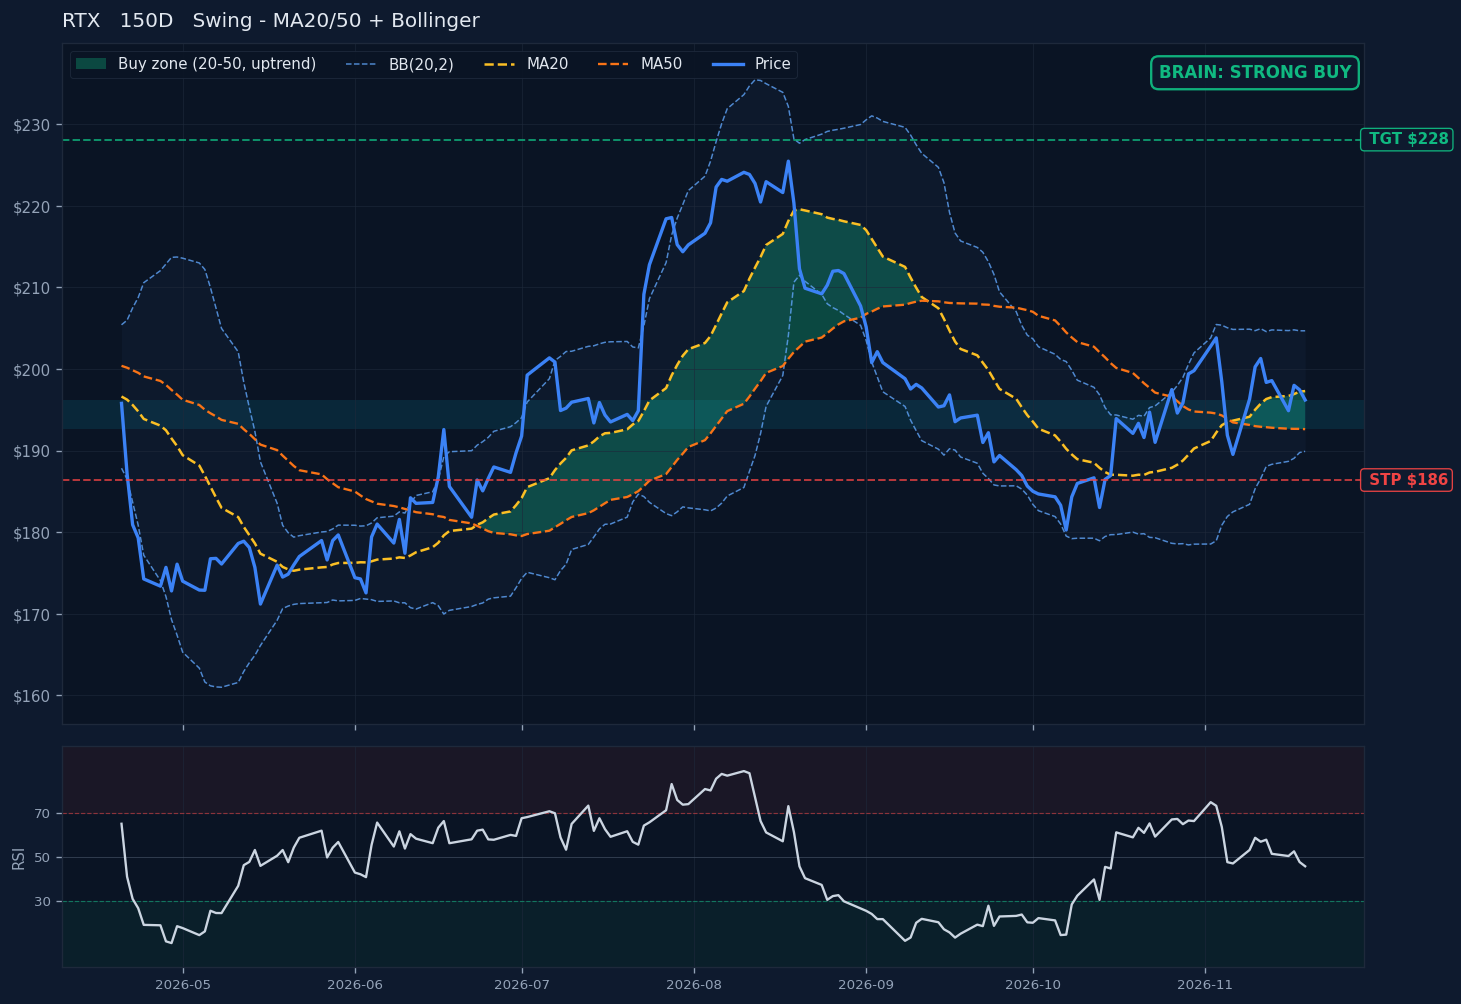 RTX 150D Swing - MA20/50 + Bollinger
Buy zone (20-50, uptrend) BB(20,2) MA20 MA50 Price
BRAIN: STRONG BUY
$230
TGT $228
$220
$210
$200
$190
STP $186
$180
$170
$160
RSI
70
50
30
2026-05 2026-06 2026-07 2026-08 2026-09 2026-10 2026-11